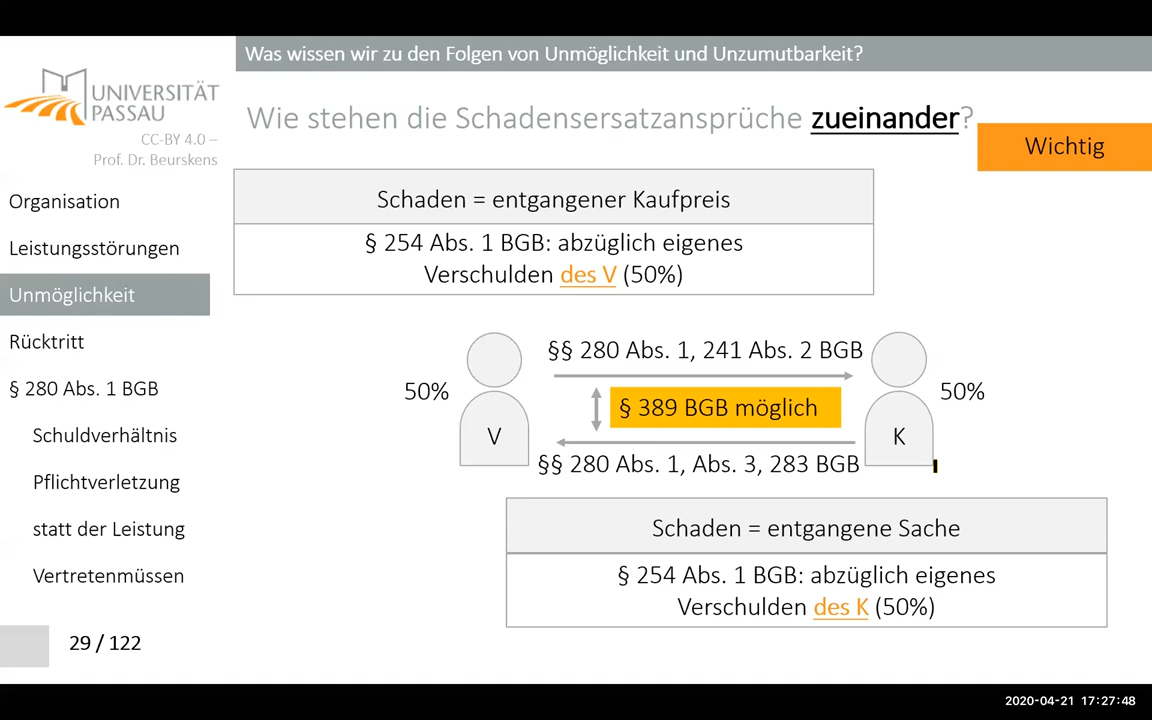 Was wissen wir zu den Folgen von Unmöglichkeit und Unzumutbarkeit?
UNIVERSITÄT
PASSAU
CC-BY 4.0 –
Prof. Dr. Beurskens
Wie stehen die Schadensersatzansprüche zueinander?
Wichtig
Organisation
Leistungsstörungen
Unmöglichkeit
Rücktritt
§ 280 Abs. 1 BGB
Schuldverhältnis
Pflichtverletzung
statt der Leistung
Vertretenmüssen
29 / 122
Schaden = entgangener Kaufpreis
§ 254 Abs. 1 BGB: abzüglich eigenes
Verschulden des V (50%)
§§ 280 Abs. 1, 241 Abs. 2 BGB
50%
50%
§ 389 BGB möglich
V
K
§§ 280 Abs. 1, Abs. 3, 283 BGB
Schaden = entgangene Sache
§ 254 Abs. 1 BGB: abzüglich eigenes
Verschulden des K (50%)
2020-04-21 17:27:48